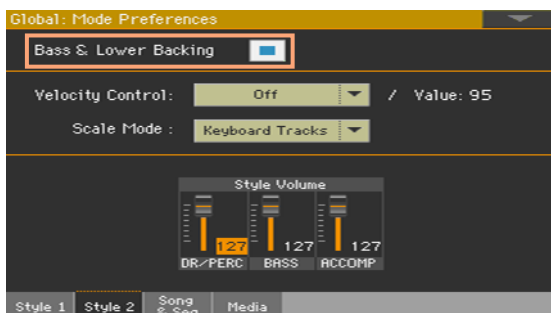 Global: Mode Preferences
Bass & Lower Backing
Velocity Control: Off / Value: 95
Scale Mode : Keyboard Tracks
Style Volume
127 127 127
DR/PERC BASS ACCOMP
Style 1 Style 2 Song & Seq Media